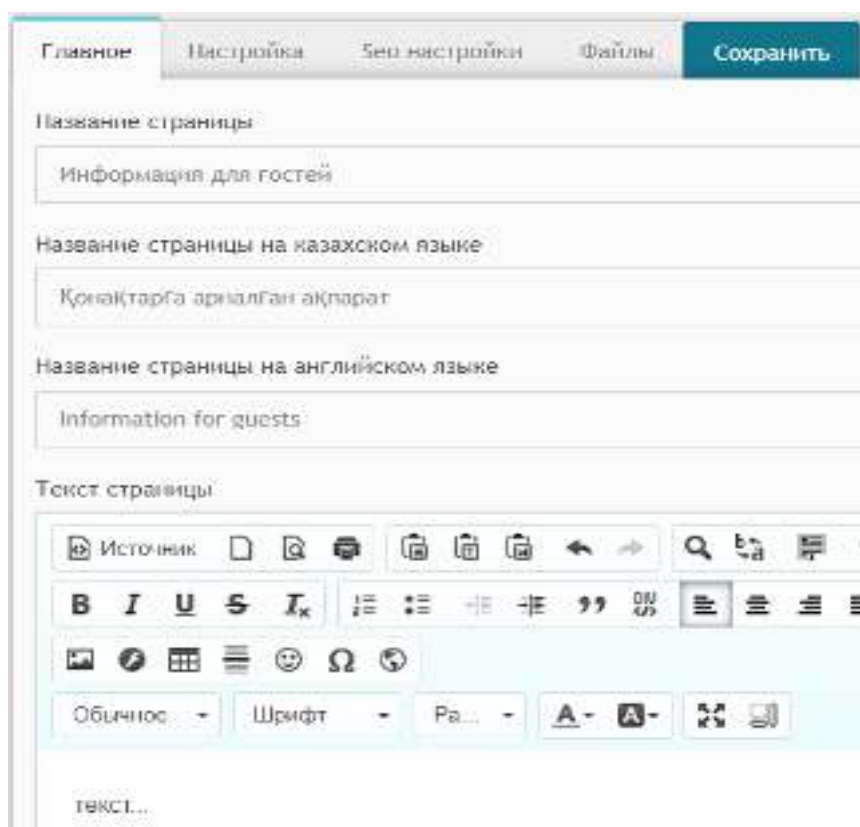 Главное Настройка Seo настройки Файлы Сохранить
Название страницы
Информация для гостей
Название страницы на казахском языке
Қонақтарға арналған ақпарат
Название страницы на английском языке
Information for guests
Текст страницы
Источник
Обычное Шрифт Ра...
текст...